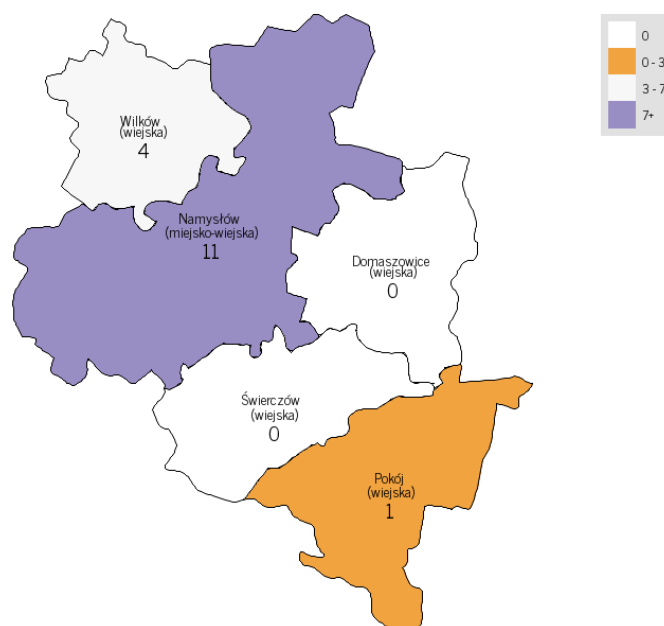 0
0 - 3
3 - 7
7+
Wilków
(wiejska)
4
Namysłów
(miejsko-wiejska)
11
Domaszowice
(wiejska)
0
Świerczów
(wiejska)
0
Pokój
(wiejska)
1